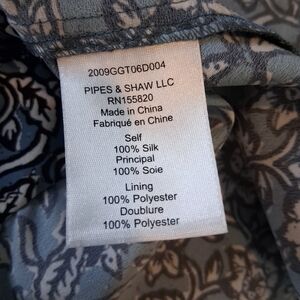 2009GGT06D004
PIPES & SHAW LLC
RN155820
Made in China
Fabriqué en Chine
Self
100% Silk
Principal
100% Soie
Lining
100% Polyester
Doublure
100% Polyester